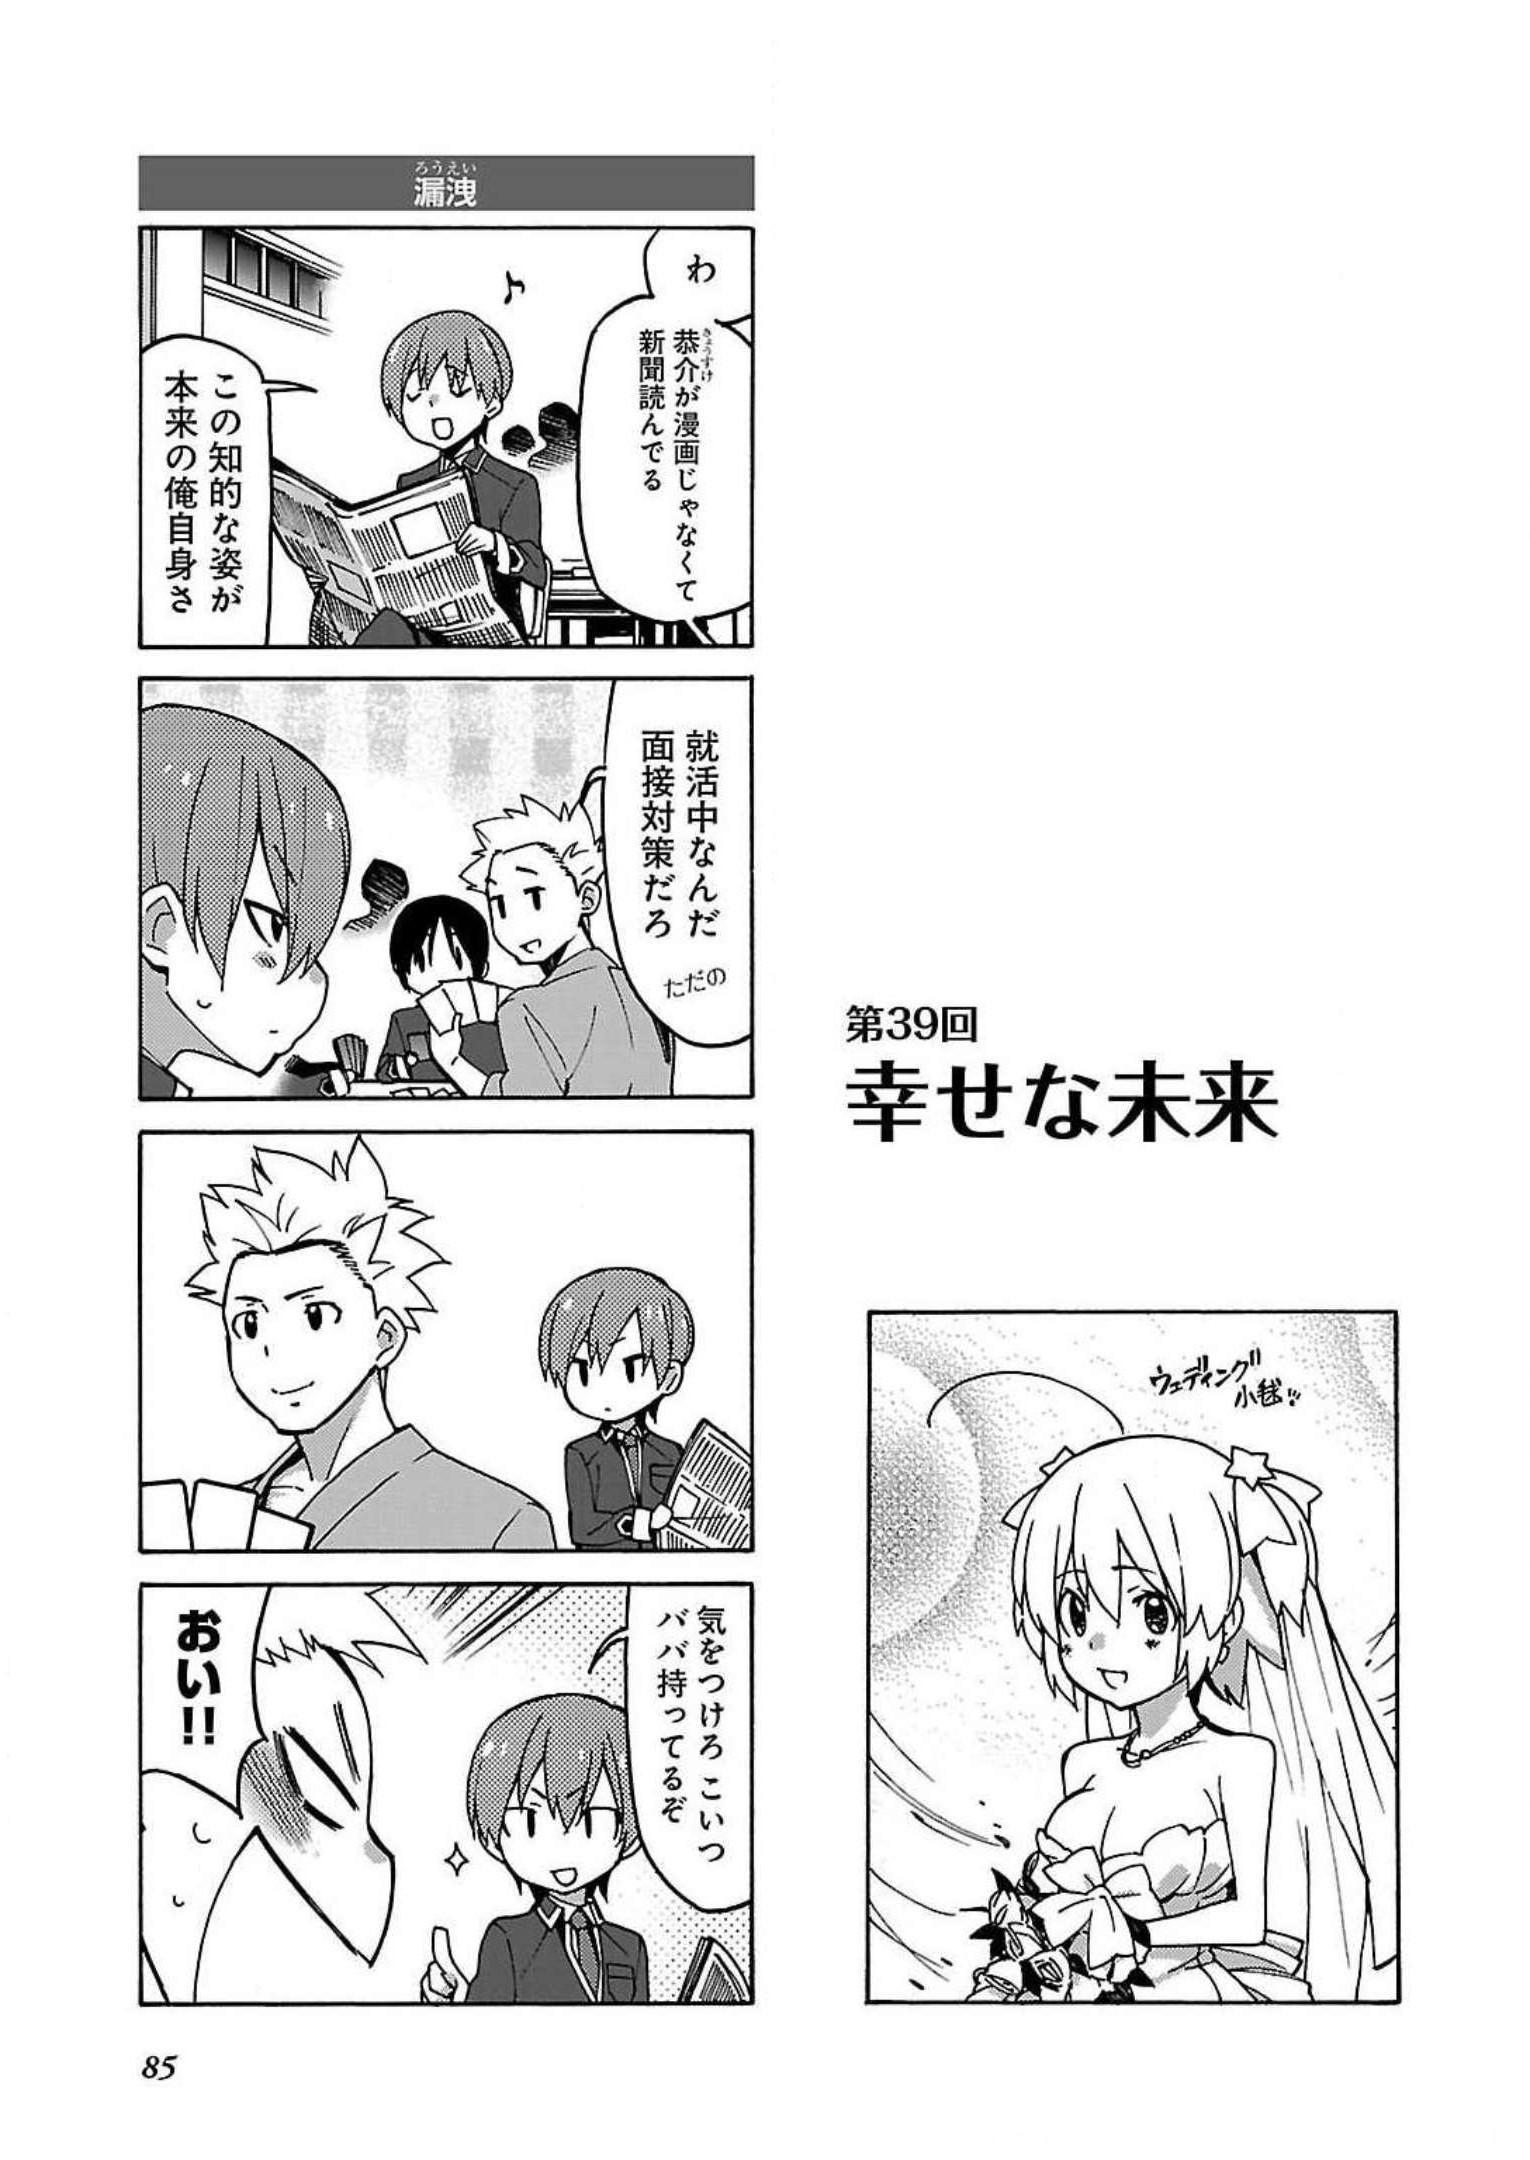 第39回
幸せな未来
ウェディング
小毬!!
ろうえい
漏洩
わ
恭介が漫画じゃなくて
きょうすけ
新聞読んでる
この知的な姿が
本来の俺自身さ
就活中なんだ
面接対策だろ
ただの
気をつけろ こいつ
ババ持ってるぞ
おい!!
85